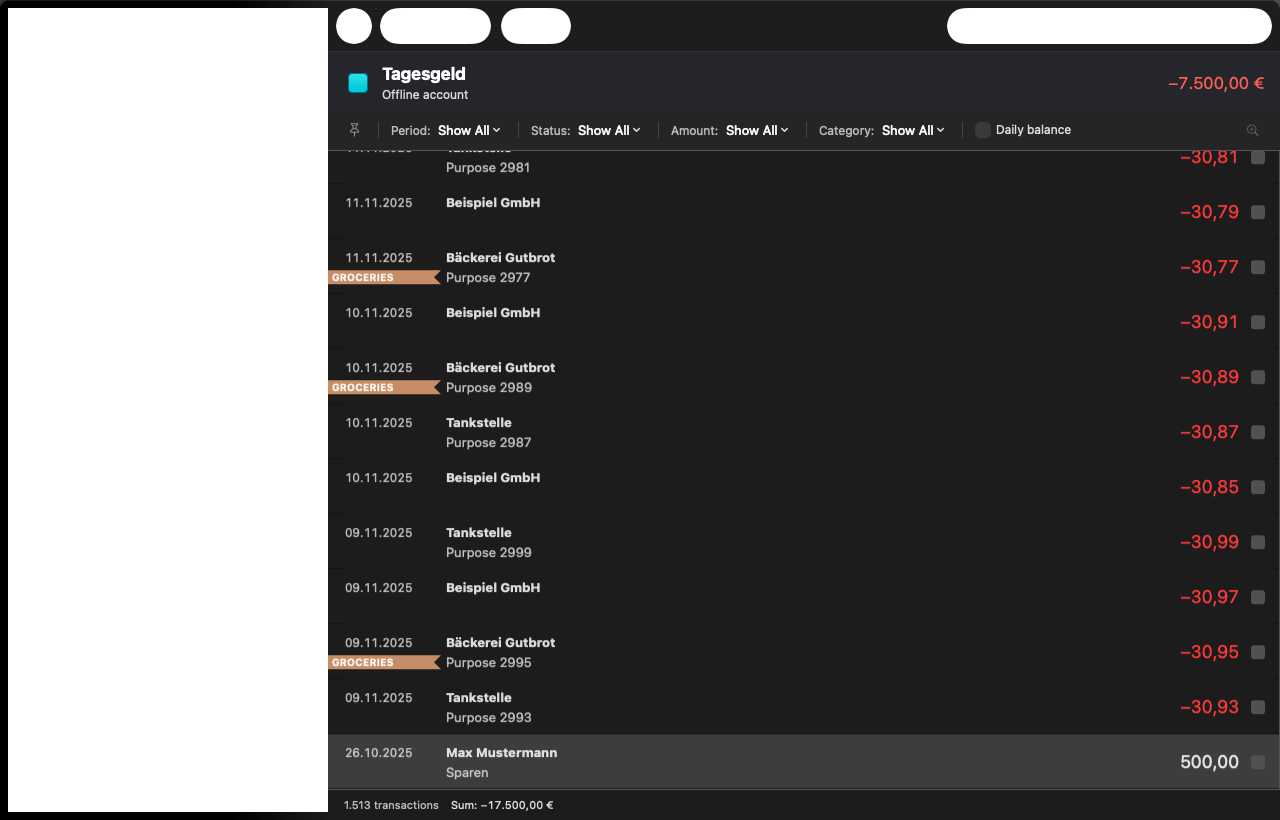 Tagesgeld
−7.500,00 €
Offline account
Period: Show All Status: Show All Amount: Show All Category: Show All Daily balance
−30,81
Purpose 2981
11.11.2025 Beispiel GmbH −30,79
11.11.2025 Bäckerei Gutbrot −30,77
GROCERIES Purpose 2977
10.11.2025 Beispiel GmbH −30,91
10.11.2025 Bäckerei Gutbrot −30,89
GROCERIES Purpose 2989
10.11.2025 Tankstelle −30,87
Purpose 2987
10.11.2025 Beispiel GmbH −30,85
09.11.2025 Tankstelle −30,99
Purpose 2999
09.11.2025 Beispiel GmbH −30,97
09.11.2025 Bäckerei Gutbrot −30,95
GROCERIES Purpose 2995
09.11.2025 Tankstelle −30,93
Purpose 2993
26.10.2025 Max Mustermann 500,00
Sparen
1.513 transactions Sum: −17.500,00 €